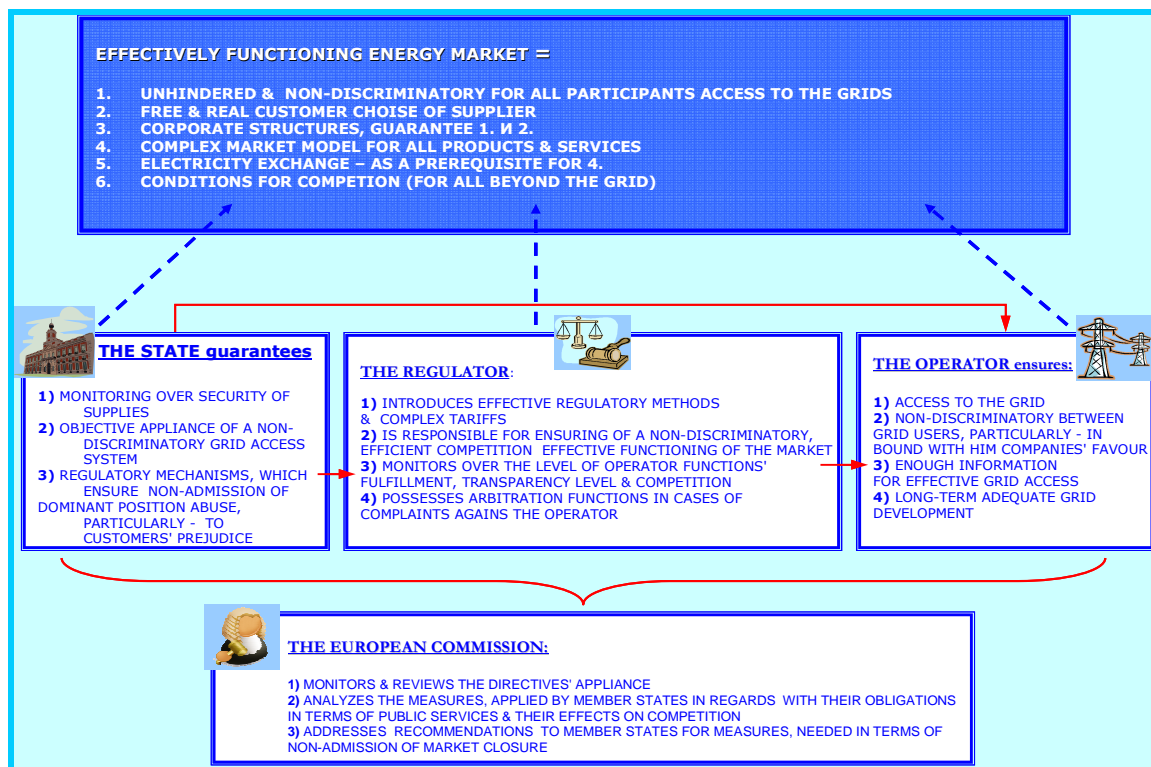 EFFECTIVELY FUNCTIONING ENERGY MARKET =
1. UNHINDERED & NON-DISCRIMINATORY FOR ALL PARTICIPANTS ACCESS TO THE GRIDS
2. FREE & REAL CUSTOMER CHOISE OF SUPPLIER
3. CORPORATE STRUCTURES, GUARANTEE 1. И 2.
4. COMPLEX MARKET MODEL FOR ALL PRODUCTS & SERVICES
5. ELECTRICITY EXCHANGE – AS A PREREQUISITE FOR 4.
6. CONDITIONS FOR COMPETION (FOR ALL BEYOND THE GRID)
THE STATE guarantees
1) MONITORING OVER SECURITY OF
SUPPLIES
2) OBJECTIVE APPLIANCE OF A NON-
DISCRIMINATORY GRID ACCESS
SYSTEM
3) REGULATORY MECHANISMS, WHICH
ENSURE NON-ADMISSION OF
DOMINANT POSITION ABUSE,
PARTICULARLY - TO
CUSTOMERS' PREJUDICE
THE REGULATOR:
1) INTRODUCES EFFECTIVE REGULATORY METHODS
& COMPLEX TARIFFS
2) IS RESPONSIBLE FOR ENSURING OF A NON-DISCRIMINATORY,
EFFICIENT COMPETITION EFFECTIVE FUNCTIONING OF THE MARKET
3) MONITORS OVER THE LEVEL OF OPERATOR FUNCTIONS'
FULFILLMENT, TRANSPARENCY LEVEL & COMPETITION
4) POSSESSES ARBITRATION FUNCTIONS IN CASES OF
COMPLAINTS AGAINS THE OPERATOR
THE OPERATOR ensures:
1) ACCESS TO THE GRID
2) NON-DISCRIMINATORY BETWEEN
GRID USERS, PARTICULARLY - IN
BOUND WITH HIM COMPANIES' FAVOUR
3) ENOUGH INFORMATION
FOR EFFECTIVE GRID ACCESS
4) LONG-TERM ADEQUATE GRID
DEVELOPMENT
THE EUROPEAN COMMISSION:
1) MONITORS & REVIEWS THE DIRECTIVES' APPLIANCE
2) ANALYZES THE MEASURES, APPLIED BY MEMBER STATES IN REGARDS WITH THEIR OBLIGATIONS
IN TERMS OF PUBLIC SERVICES & THEIR EFFECTS ON COMPETITION
3) ADDRESSES RECOMMENDATIONS TO MEMBER STATES FOR MEASURES, NEEDED IN TERMS OF
NON-ADMISSION OF MARKET CLOSURE